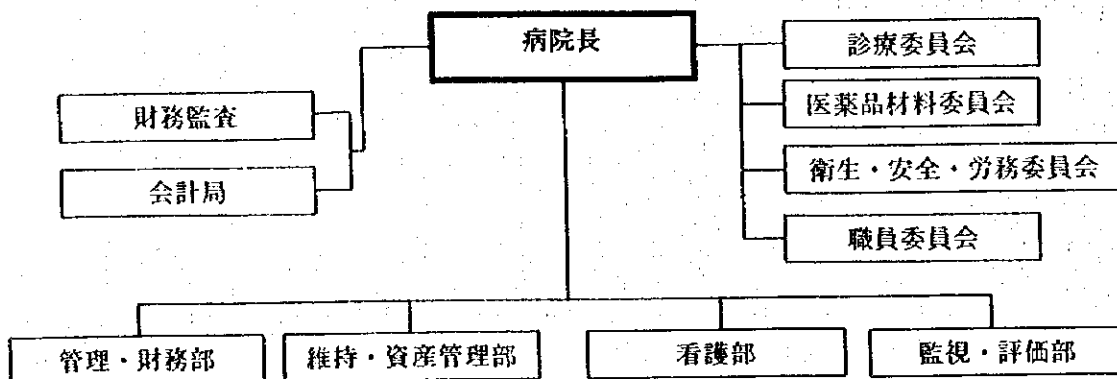 病院長
診療委員会
医薬品材料委員会
衛生・安全・労務委員会
職員委員会
財務監査
会計局
管理・財務部
維持・資産管理部
看護部
監視・評価部